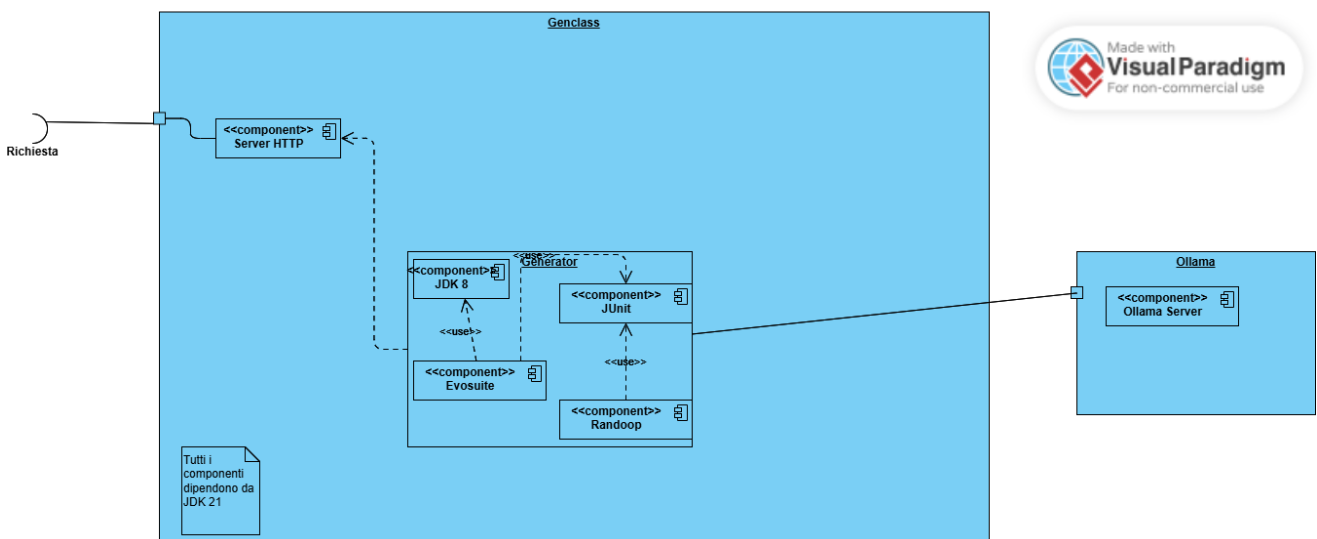 Genclass
Made with
Visual Paradigm
For non-commercial use
<<component>>
Server HTTP
Richiesta
<<use>>
Generator
<<component>>
JDK 8
<<component>>
JUnit
<<use>>
<<use>>
<<component>>
Evosuite
<<component>>
Randoop
Ollama
<<component>>
Ollama Server
Tutti i
componenti
dipendono da
JDK 21